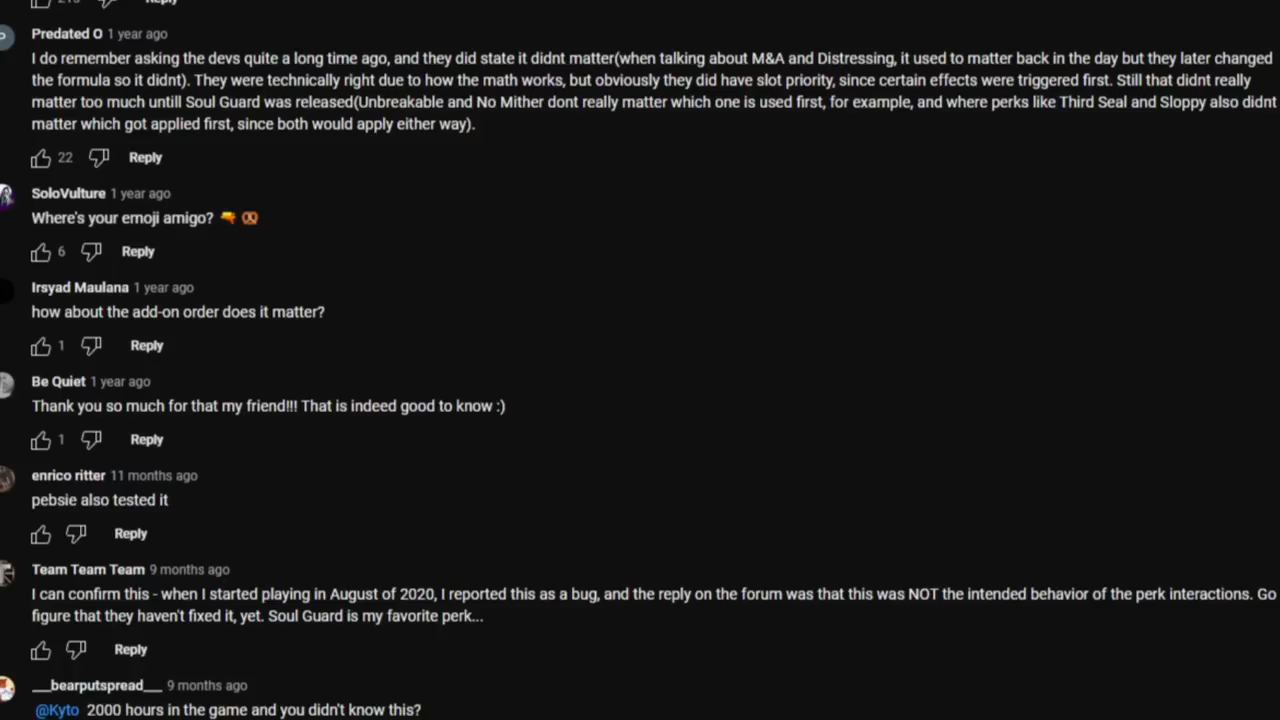 Reply
Predated O 1 year ago
I do remember asking the devs quite a long time ago, and they did state it didnt matter(when talking about M&A and Distressing, it used to matter back in the day but they later changed
the formula so it didnt). They were technically right due to how the math works, but obviously they did have slot priority, since certain effects were triggered first. Still that didnt really
matter too much untill Soul Guard was released(Unbreakable and No Mither dont really matter which one is used first, for example, and where perks like Third Seal and Sloppy also didnt
matter which got applied first, since both would apply either way).
22 Reply
SoloVulture 1 year ago
Where's your emoji amigo? 🔫 🥨
6 Reply
Irsyad Maulana 1 year ago
how about the add-on order does it matter?
1 Reply
Be Quiet 1 year ago
Thank you so much for that my friend!!! That is indeed good to know :)
1 Reply
enrico ritter 11 months ago
pebsie also tested it
Reply
Team Team Team 9 months ago
I can confirm this - when I started playing in August of 2020, I reported this as a bug, and the reply on the forum was that this was NOT the intended behavior of the perk interactions. Go
figure that they haven't fixed it, yet. Soul Guard is my favorite perk...
Reply
__bearputspread__ 9 months ago
@Kyto 2000 hours in the game and you didn't know this?